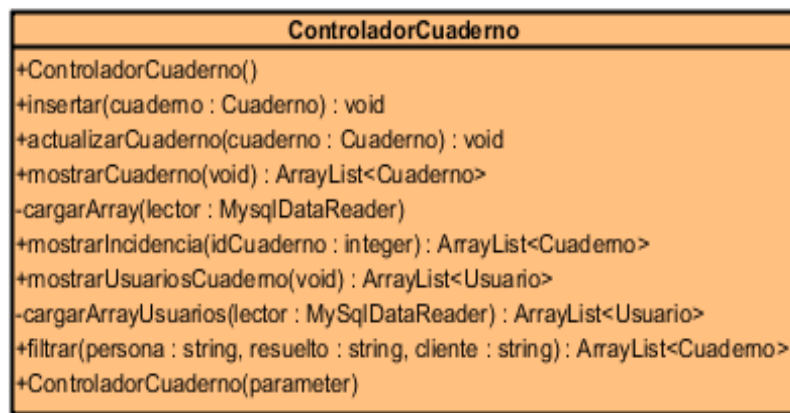 ControladorCuaderno
+ControladorCuaderno()
+insertar(cuaderno : Cuaderno) : void
+actualizarCuaderno(cuaderno : Cuaderno) : void
+mostrarCuaderno(void) : ArrayList<Cuaderno>
-cargarArray(lector : MysqlDataReader)
+mostrarIncidencia(idCuaderno : integer) : ArrayList<Cuaderno>
+mostrarUsuariosCuaderno(void) : ArrayList<Usuario>
-cargarArrayUsuarios(lector : MySqlDataReader) : ArrayList<Usuario>
+filtrar(persona : string, resuelto : string, cliente : string) : ArrayList<Cuaderno>
+ControladorCuaderno(parameter)